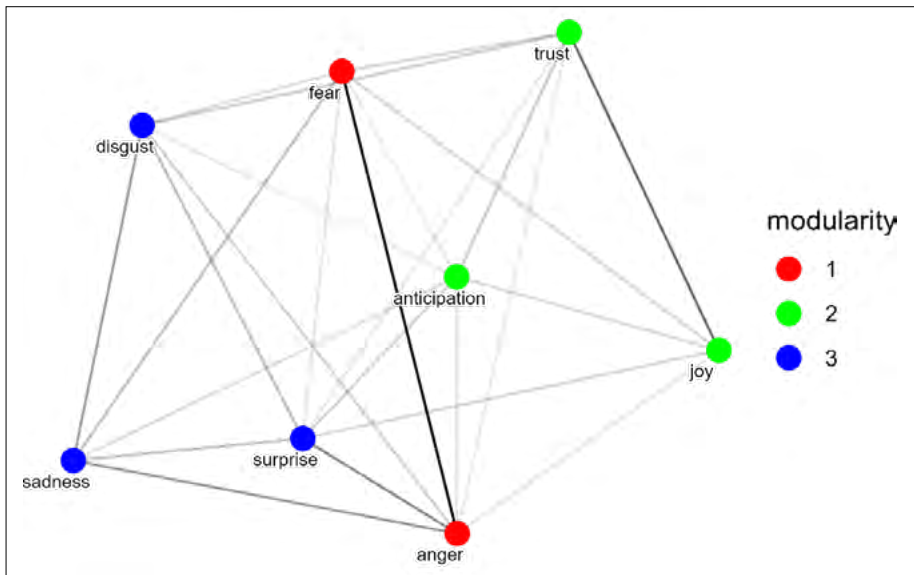 trust
fear
disgust
modularity
1
anticipation
2
3
joy
surprise
sadness
anger